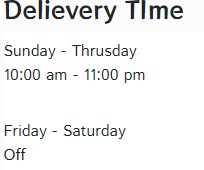 Delievery TIme
Sunday - Thrusday
10:00 am - 11:00 pm
Friday - Saturday
Off